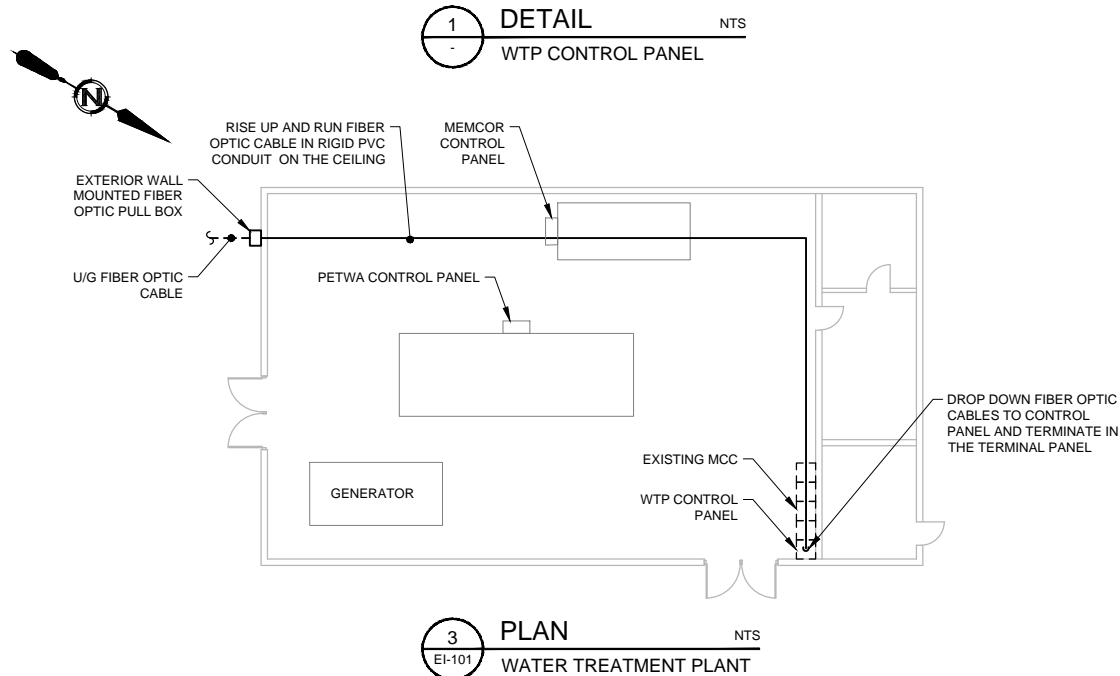 1
-
DETAIL
NTS
WTP CONTROL PANEL
N
RISE UP AND RUN FIBER
OPTIC CABLE IN RIGID PVC
CONDUIT ON THE CEILING
MEMCOR
CONTROL
PANEL
EXTERIOR WALL
MOUNTED FIBER
OPTIC PULL BOX
U/G FIBER OPTIC
CABLE
PETWA CONTROL PANEL
DROP DOWN FIBER OPTIC
CABLES TO CONTROL
PANEL AND TERMINATE IN
THE TERMINAL PANEL
EXISTING MCC
WTP CONTROL
PANEL
GENERATOR
3
EI-101
PLAN
NTS
WATER TREATMENT PLANT